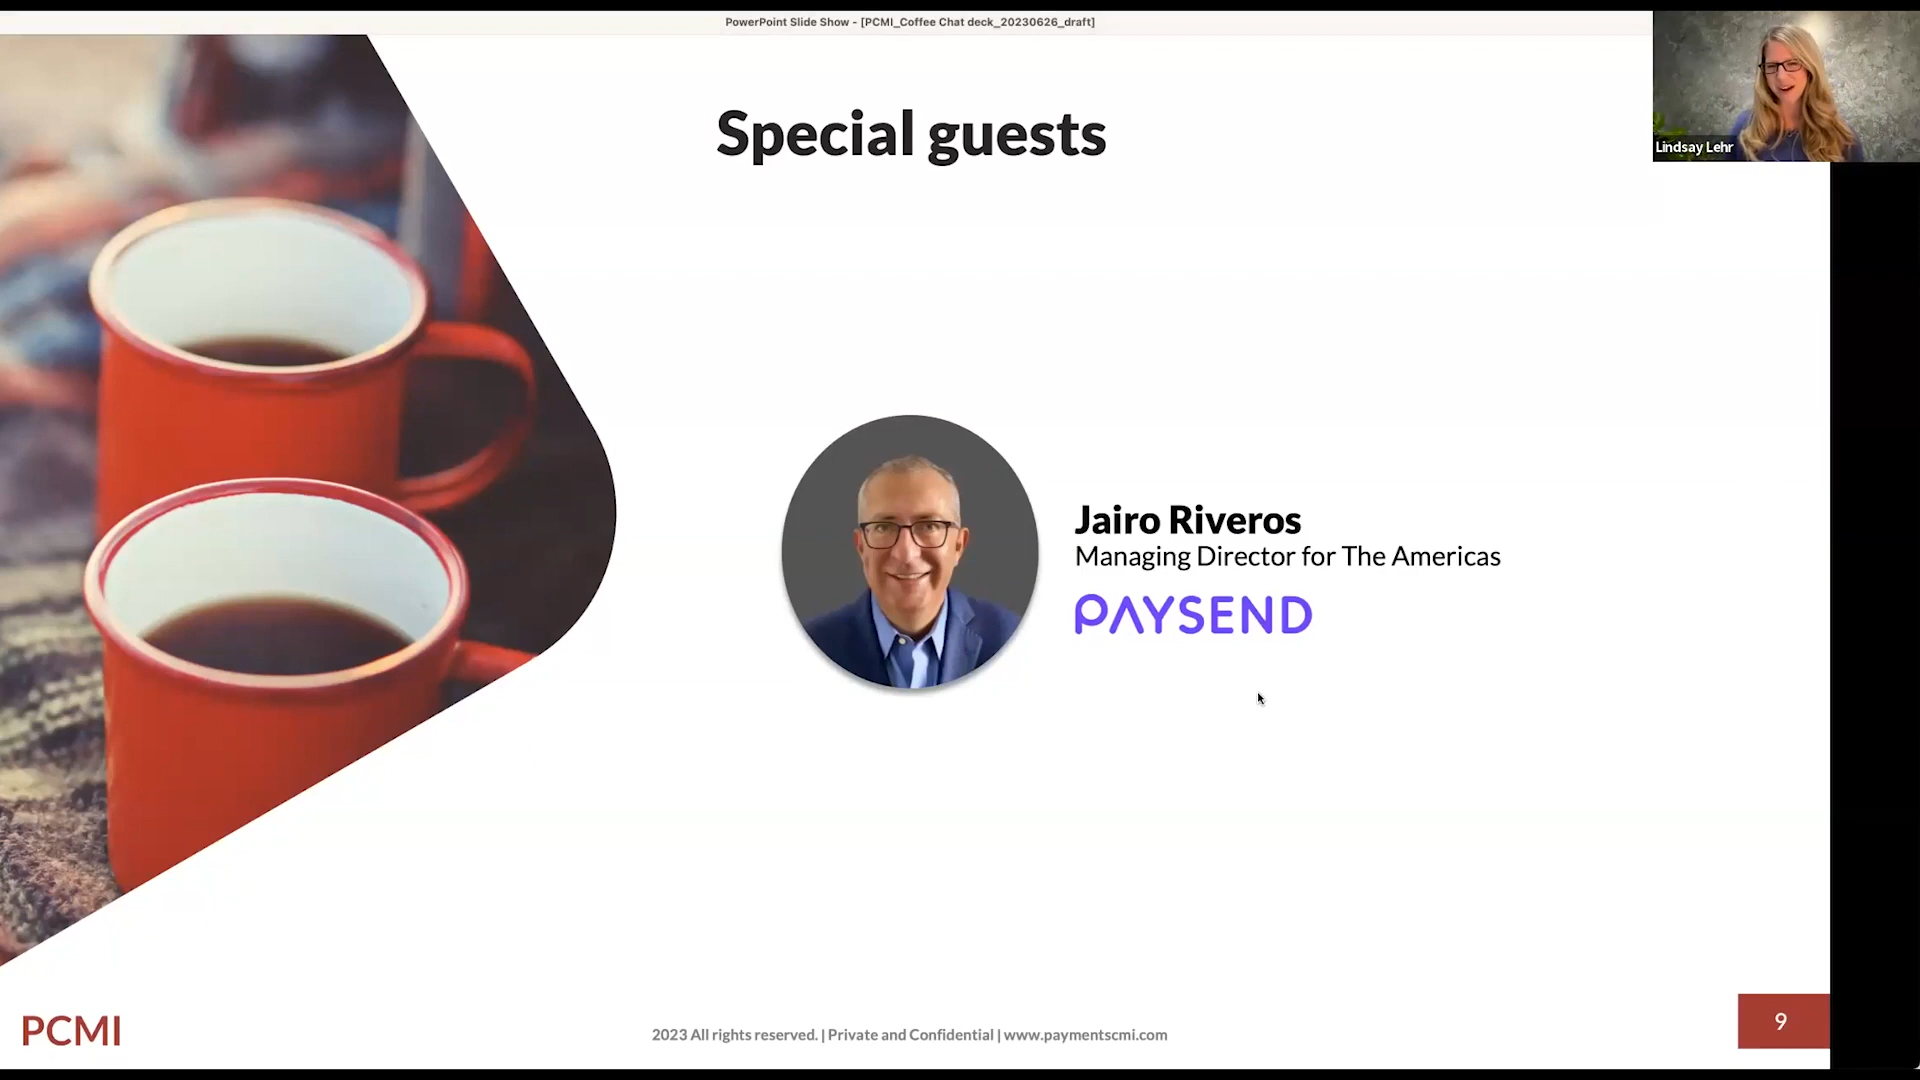 PowerPoint Slide Show - [PCMI_Coffee Chat deck_20230626_draft]
Special guests
Lindsay Lehr
Jairo Riveros
Managing Director for The Americas
PAYSEND
PCMI
2023 All rights reserved. | Private and Confidential | www.paymentscmi.com
9